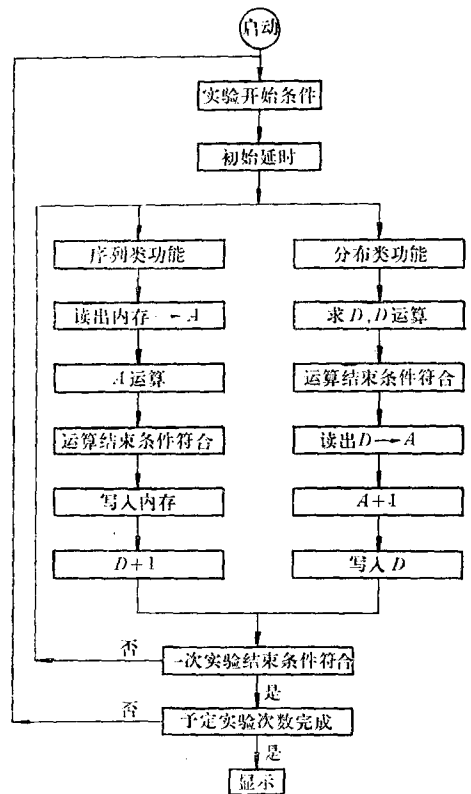 启动
实验开始条件
初始延时
序列类功能
分布类功能
读出内存→A
求D,D运算
A运算
运算结束条件符合
运算结束条件符合
读出D→A
写入内存
A+1
D+1
写入D
否
一次实验结束条件符合
是
否
予定实验次数完成
是
显示